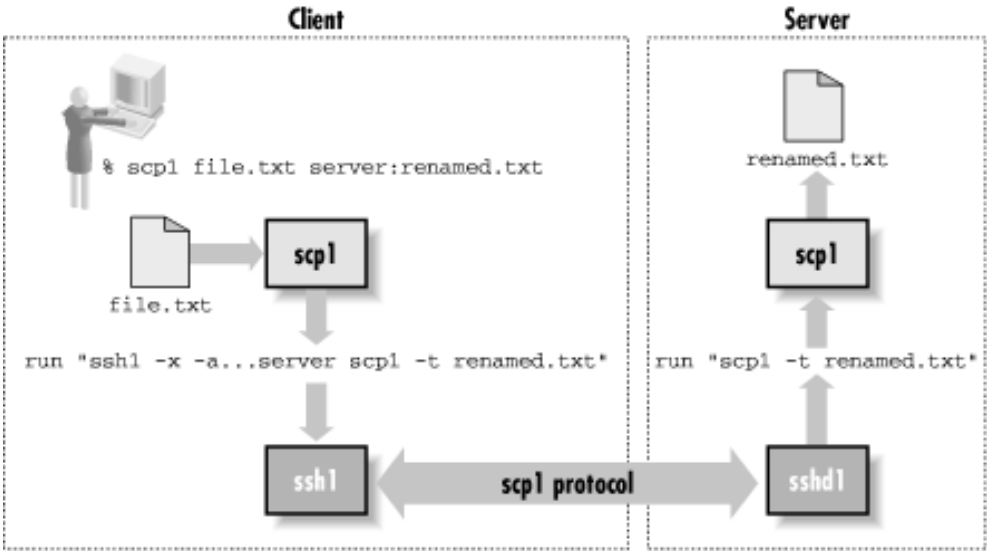 Client
Server
% scp1 file.txt server:renamed.txt
renamed.txt
scp1
scp1
file.txt
run "ssh1 -x -a...server scp1 -t renamed.txt"
run "scp1 -t renamed.txt"
ssh1
scp1 protocol
sshd1